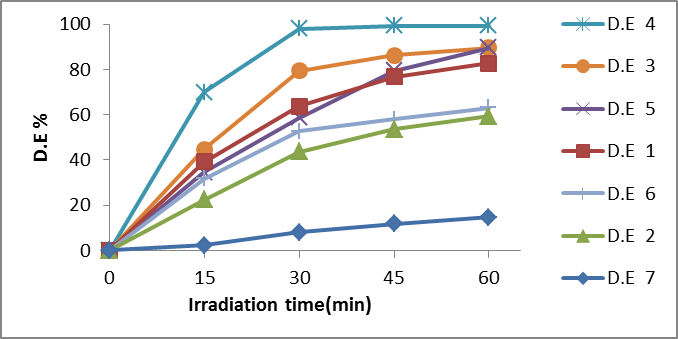 100
80
60
40
20
0
D.E %
0 15 30 45 60
Irradiation time(min)
D.E 4
D.E 3
D.E 5
D.E 1
D.E 6
D.E 2
D.E 7